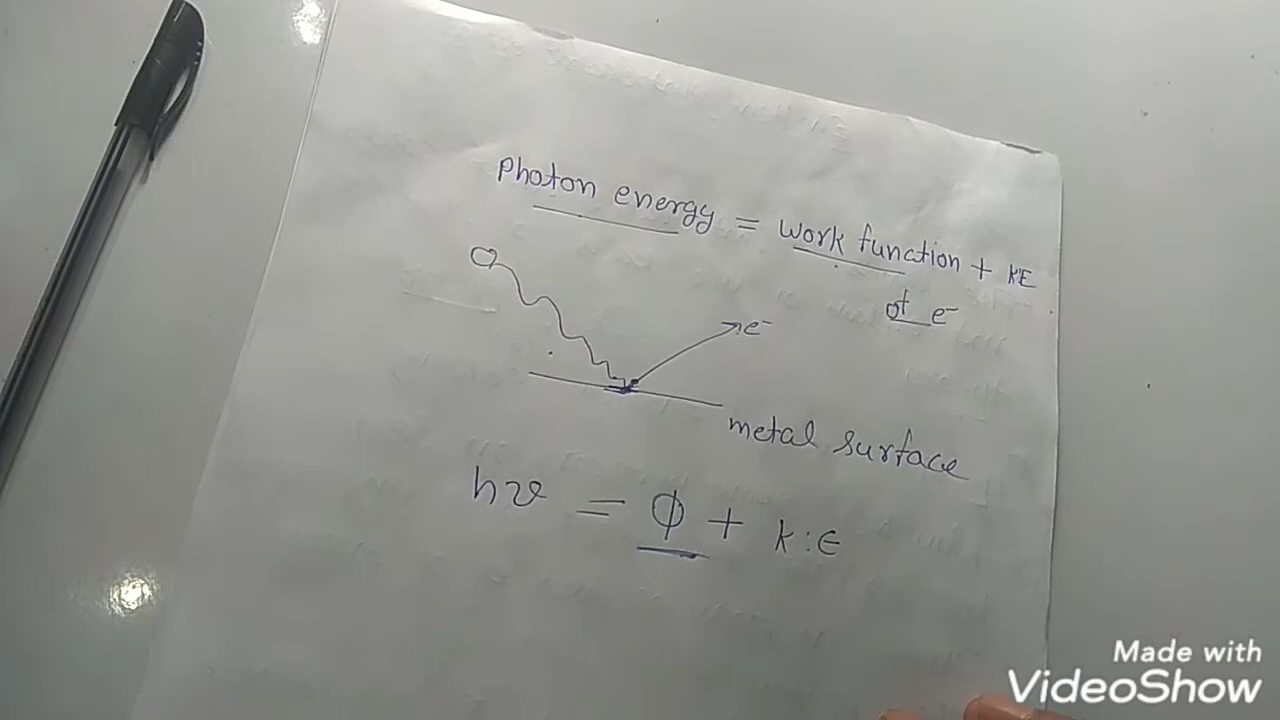 Photon energy = work function + KE
of e-
e-
metal surface
hν = ϕ + k:E
Made with
VideoShow